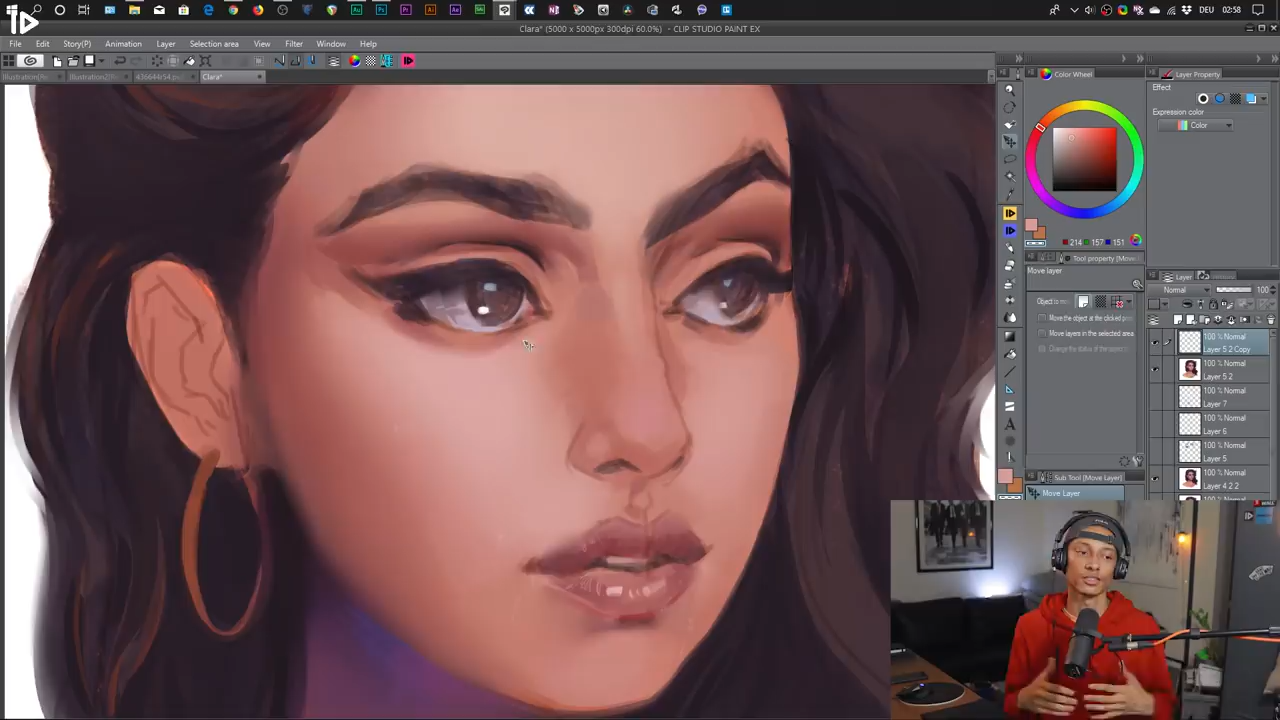 DEU 02:58
Clara* (5000 x 5000px 300dpi 60.0%) - CLIP STUDIO PAINT EX
File Edit Story(P) Animation Layer Selection area View Filter Window Help
436644r54.ps Clara*
Color Wheel
Layer Property
Effect
Expression color
Color
214 157 151
Tool property [Move
Move layer
Move the object at the clicked
Move layers in the selected area
Layer
Normal 100
100 % Normal
Layer 5 2 Copy
100 % Normal
Layer 5 2
100 % Normal
Layer 7
100 % Normal
Layer 6
100 % Normal
Layer 5
100 % Normal
Layer 4 2 2
Sub Tool [Move Layer]
Move Layer